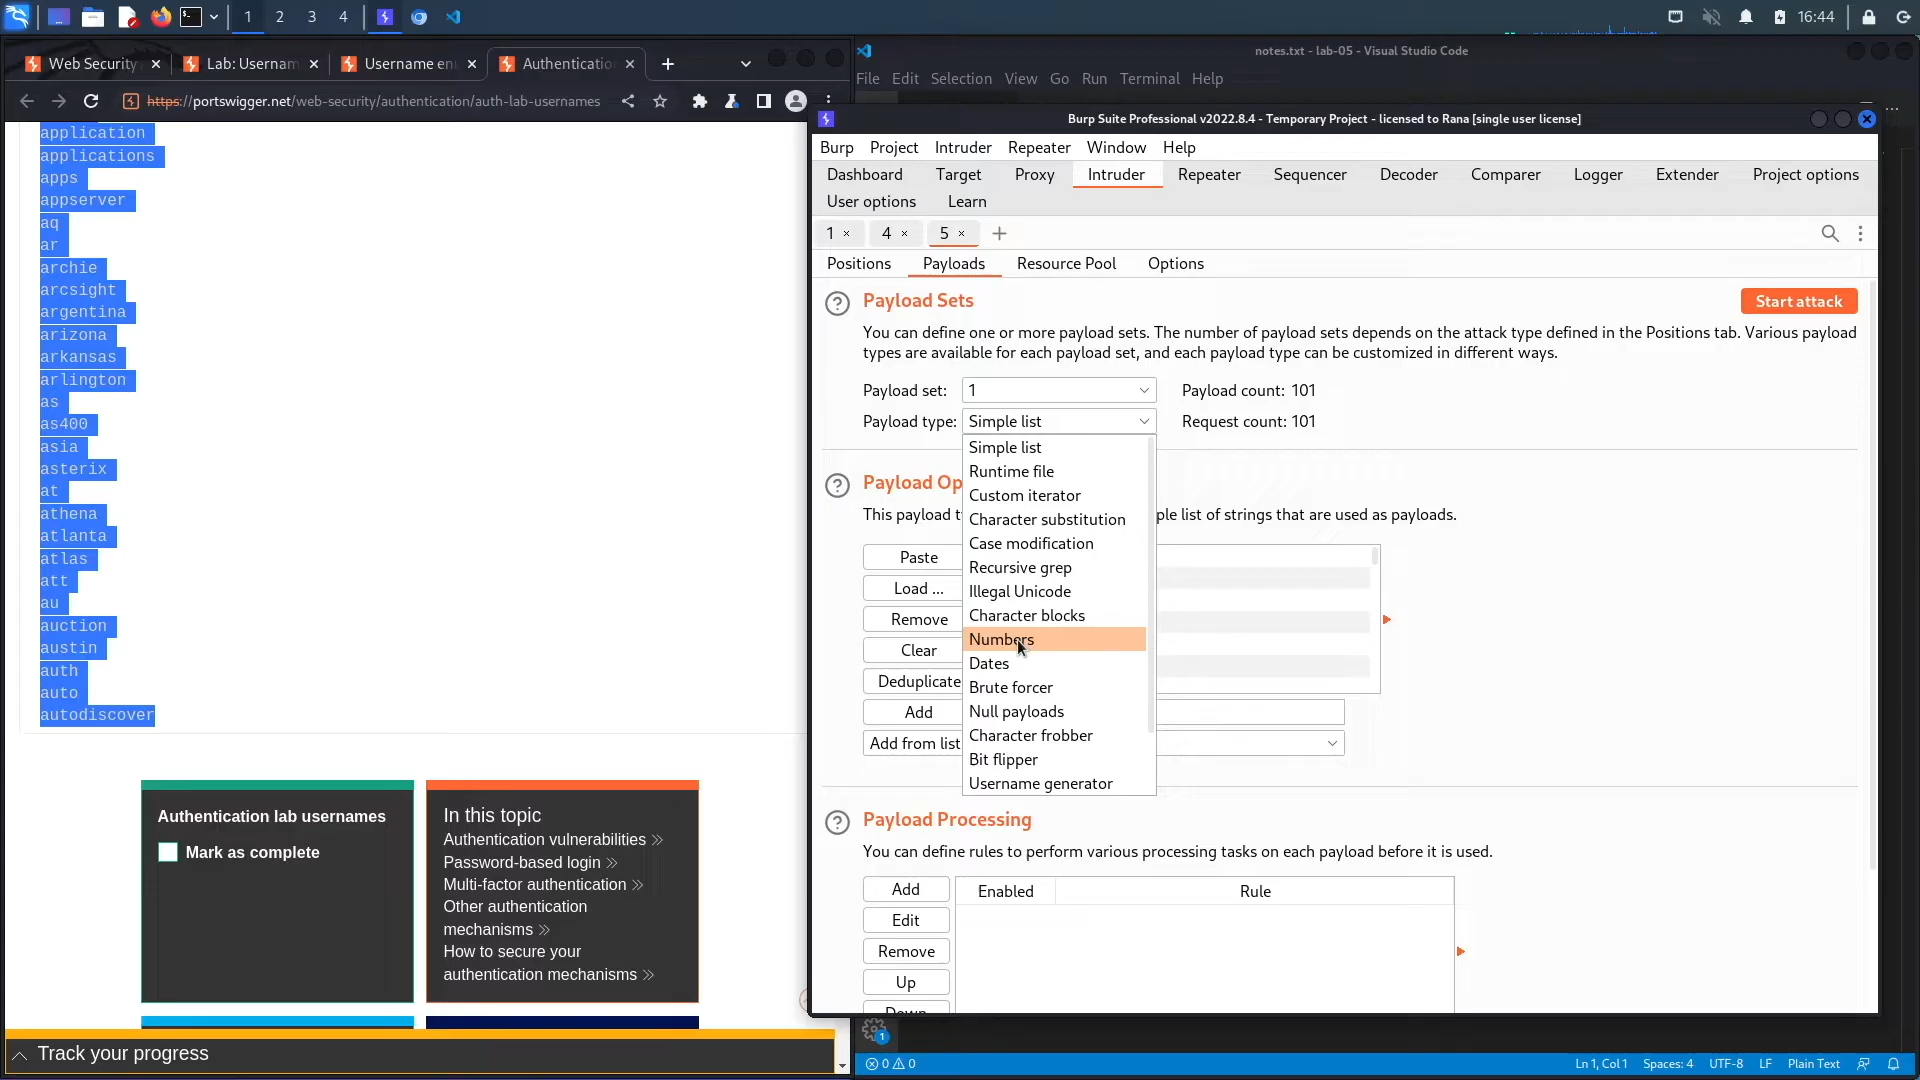 1
2
3
4
16:44
Web Security
Lab: Usernam
Username en
Authenticatio
https://portswigger.net/web-security/authentication/auth-lab-usernames
application
applications
apps
appserver
aq
ar
archie
arcsight
argentina
arizona
arkansas
arlington
as
as400
asia
asterix
at
athena
atlanta
atlas
att
au
auction
austin
auth
auto
autodiscover
Authentication lab usernames
Mark as complete
In this topic
Authentication vulnerabilities
Password-based login
Multi-factor authentication
Other authentication
mechanisms
How to secure your
authentication mechanisms
Track your progress
notes.txt - lab-05 - Visual Studio Code
File Edit Selection View Go Run Terminal Help
Burp Suite Professional v2022.8.4 - Temporary Project - licensed to Rana [single user license]
Burp Project Intruder Repeater Window Help
Dashboard Target Proxy Intruder Repeater Sequencer Decoder Comparer Logger Extender Project options
User options Learn
1 × 4 × 5 × +
Positions Payloads Resource Pool Options
Payload Sets
Start attack
You can define one or more payload sets. The number of payload sets depends on the attack type defined in the Positions tab. Various payload
types are available for each payload set, and each payload type can be customized in different ways.
Payload set: 1 Payload count: 101
Payload type: Simple list Request count: 101
Simple list
Runtime file
Custom iterator
Character substitution
Case modification
Recursive grep
Illegal Unicode
Character blocks
Numbers
Dates
Brute forcer
Null payloads
Character frobber
Bit flipper
Username generator
Payload Op
This payload t ple list of strings that are used as payloads.
Paste
Load ...
Remove
Clear
Deduplicate
Add
Add from list
Payload Processing
You can define rules to perform various processing tasks on each payload before it is used.
Add
Edit
Remove
Up
Down
Enabled Rule
1
0 0
Ln 1, Col 1 Spaces: 4 UTF-8 LF Plain Text